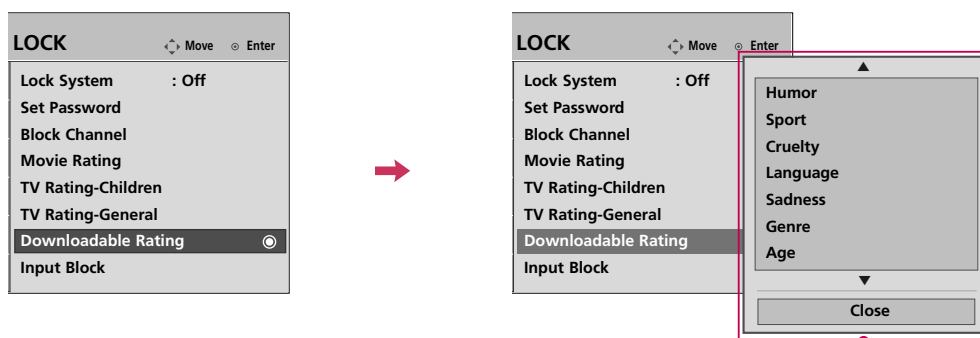 LOCK Move Enter
Lock System : Off
Set Password
Block Channel
Movie Rating
TV Rating-Children
TV Rating-General
Downloadable Rating
Input Block
LOCK Move Enter
Lock System : Off
Set Password
Block Channel
Movie Rating
TV Rating-Children
TV Rating-General
Downloadable Rating
Input Block
Humor
Sport
Cruelty
Language
Sadness
Genre
Age
Close